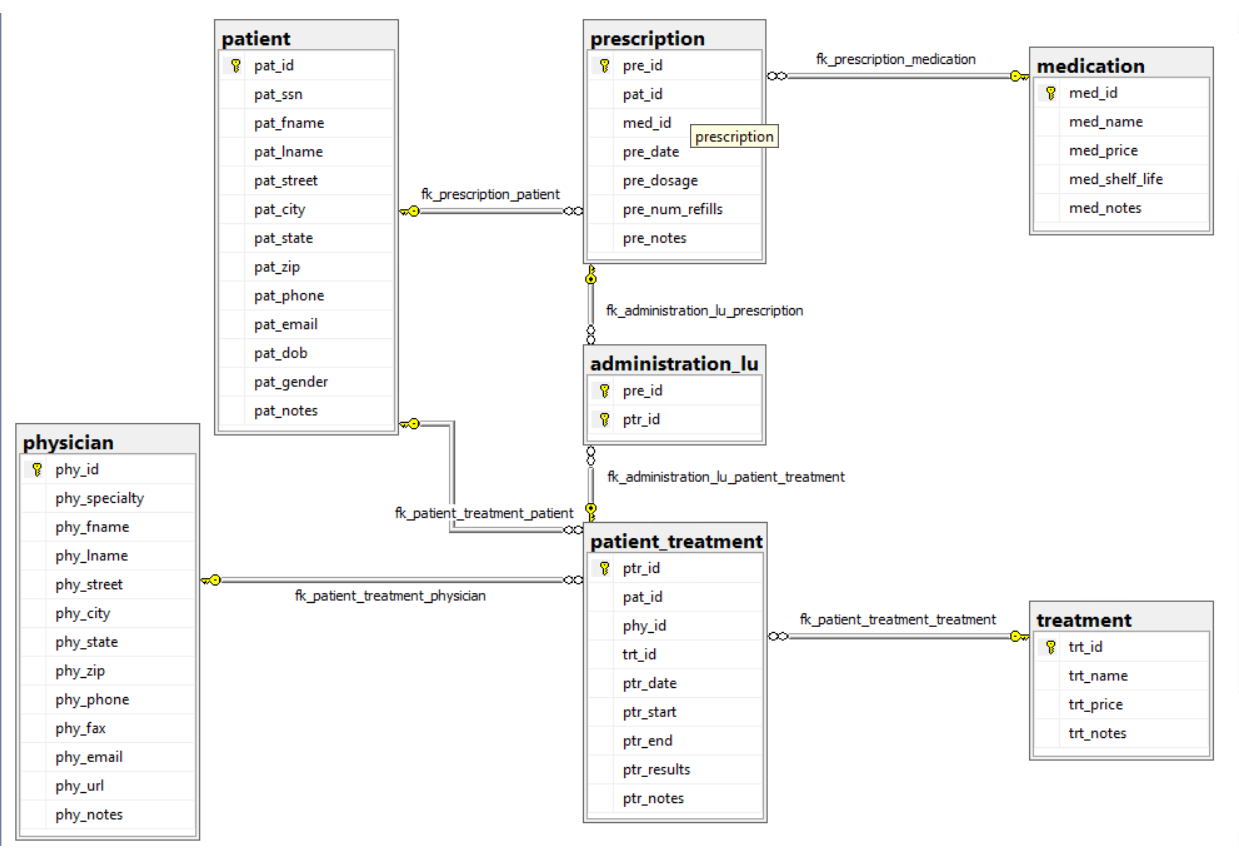 patient
pat_id
pat_ssn
pat_fname
pat_lname
pat_street
pat_city
pat_state
pat_zip
pat_phone
pat_email
pat_dob
pat_gender
pat_notes
prescription
pre_id
pat_id
med_id
prescription
pre_date
pre_dosage
pre_num_refills
pre_notes
fk_prescription_medication
medication
med_id
med_name
med_price
med_shelf_life
med_notes
fk_prescription_patient
fk_administration_lu_prescription
administration_lu
pre_id
ptr_id
fk_administration_lu_patient_treatment
fk_patient_treatment_patient
physician
phy_id
phy_specialty
phy_fname
phy_lname
phy_street
phy_city
phy_state
phy_zip
phy_phone
phy_fax
phy_email
phy_url
phy_notes
fk_patient_treatment_physician
patient_treatment
ptr_id
pat_id
phy_id
trt_id
ptr_date
ptr_start
ptr_end
ptr_results
ptr_notes
fk_patient_treatment_treatment
treatment
trt_id
trt_name
trt_price
trt_notes